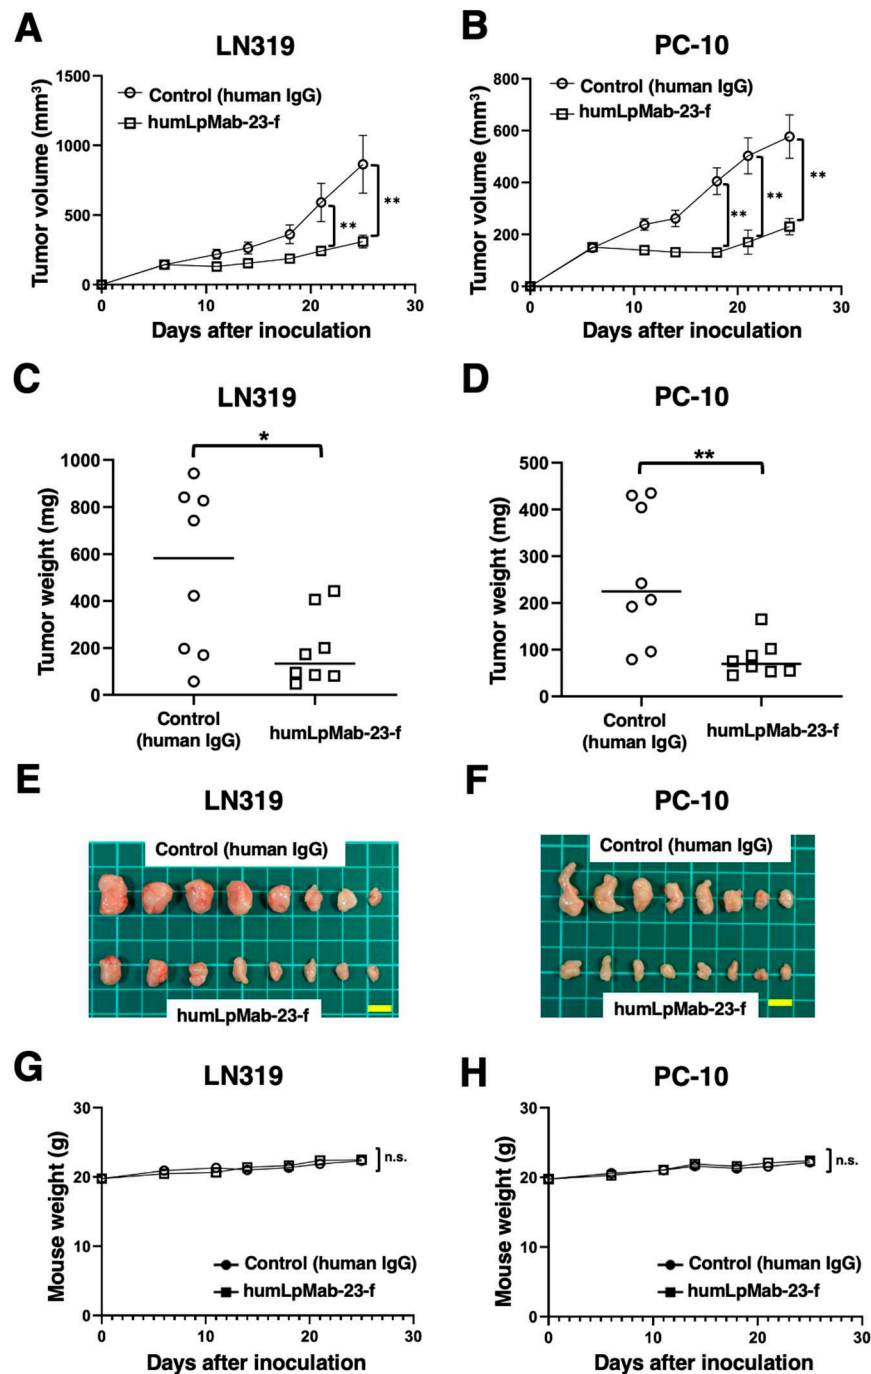 A
LN319
Tumor volume (mm³)
1500
1000
500
0
Control (human IgG)
humLpMab-23-f
**
**
0
10
20
30
Days after inoculation
B
PC-10
Tumor volume (mm³)
800
600
400
200
0
Control (human IgG)
humLpMab-23-f
**
**
**
0
10
20
30
Days after inoculation
C
LN319
*
Tumor weight (mg)
1000
800
600
400
200
0
Control
(human IgG)
humLpMab-23-f
D
PC-10
**
Tumor weight (mg)
500
400
300
200
100
0
Control
(human IgG)
humLpMab-23-f
E
LN319
Control (human IgG)
humLpMab-23-f
F
PC-10
Control (human IgG)
humLpMab-23-f
G
LN319
Mouse weight (g)
30
20
10
0
n.s.
Control (human IgG)
humLpMab-23-f
0
10
20
30
Days after inoculation
H
PC-10
Mouse weight (g)
30
20
10
0
n.s.
Control (human IgG)
humLpMab-23-f
0
10
20
30
Days after inoculation